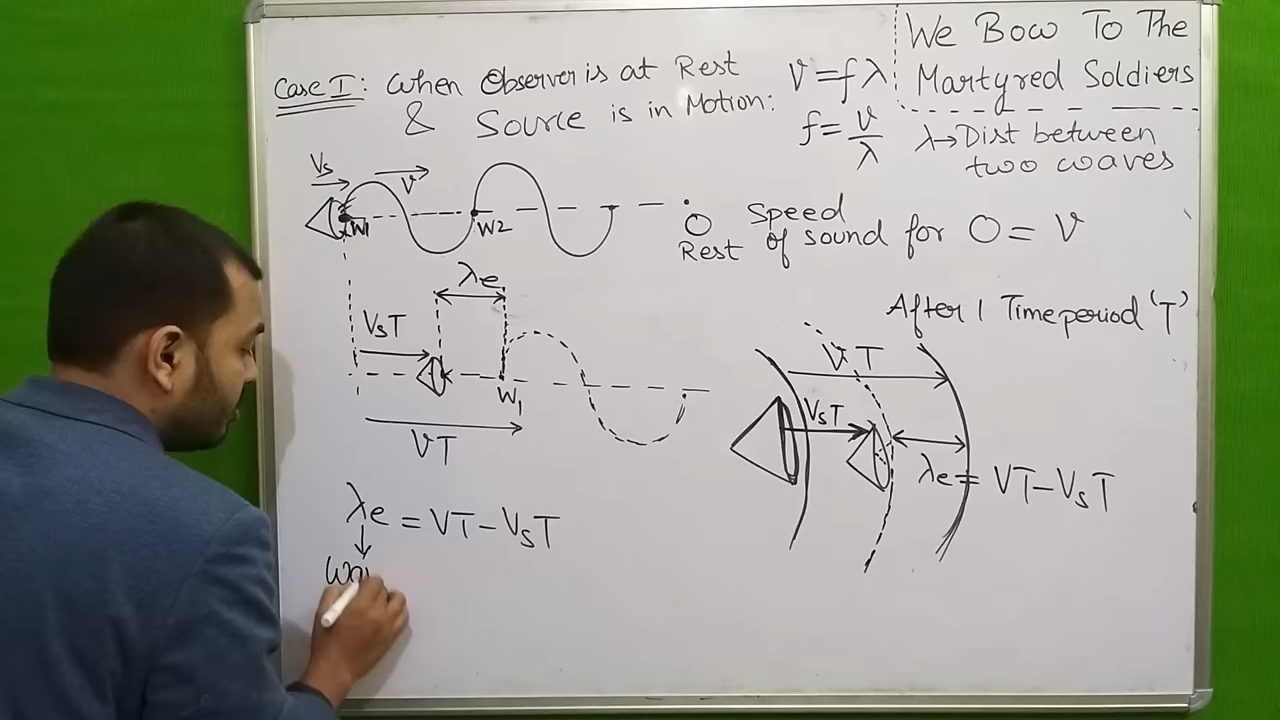 Case I: When Observer is at Rest
& Source is in Motion:
V = fλ
f = v/λ
We Bow To The
Martyred Soldiers
λ→Dist between
two waves
Vs
V
W1
W2
O
Rest
Speed
of sound for O = V
λe
VsT
W1
VT
After 1 Timeperiod 'T'
VT
VsT
λe = VT-VsT
λe = VT-VsT
Wav